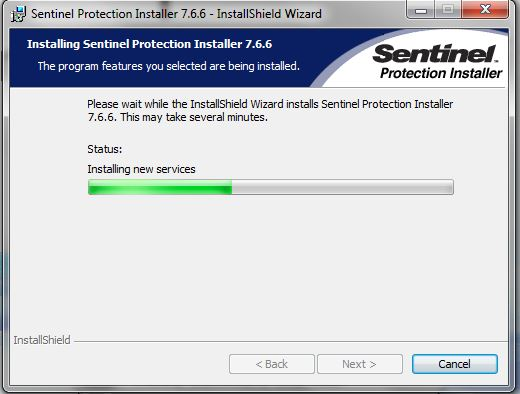 Sentinel Protection Installer 7.6.6 - InstallShield Wizard
Installing Sentinel Protection Installer 7.6.6
The program features you selected are being installed.
Sentinel™
Protection Installer
Please wait while the InstallShield Wizard installs Sentinel Protection Installer
7.6.6. This may take several minutes.
Status:
Installing new services
InstallShield
< Back
Next >
Cancel